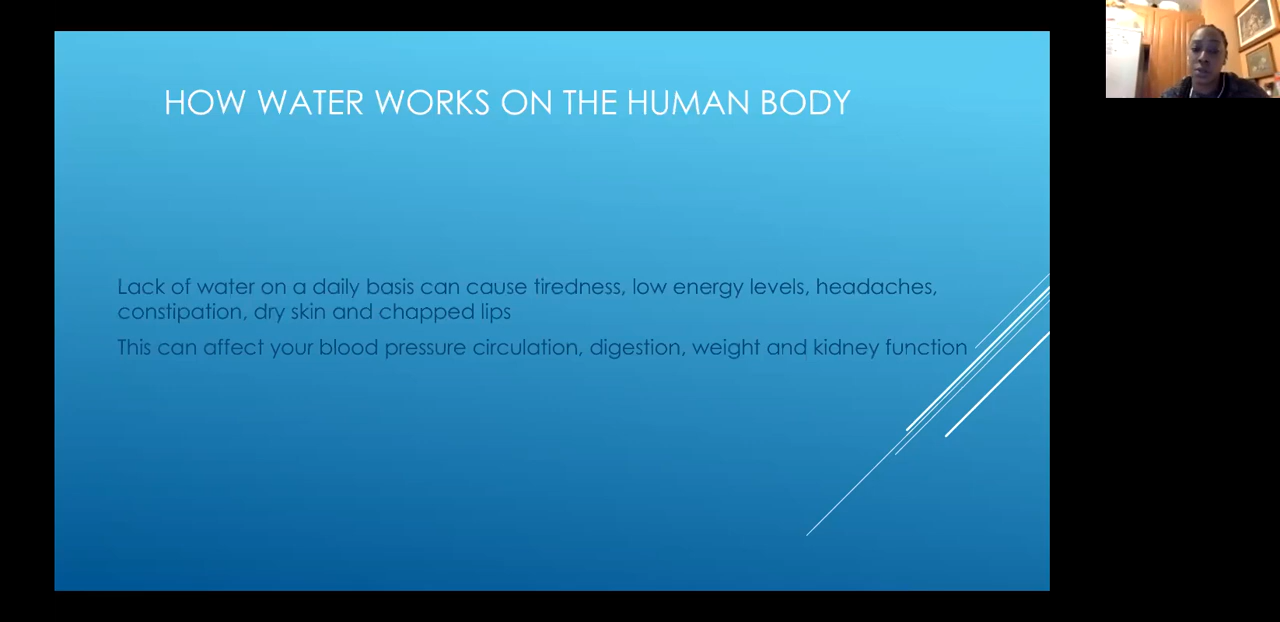 HOW WATER WORKS ON THE HUMAN BODY
Lack of water on a daily basis can cause tiredness, low energy levels, headaches,
constipation, dry skin and chapped lips
This can affect your blood pressure circulation, digestion, weight and kidney function